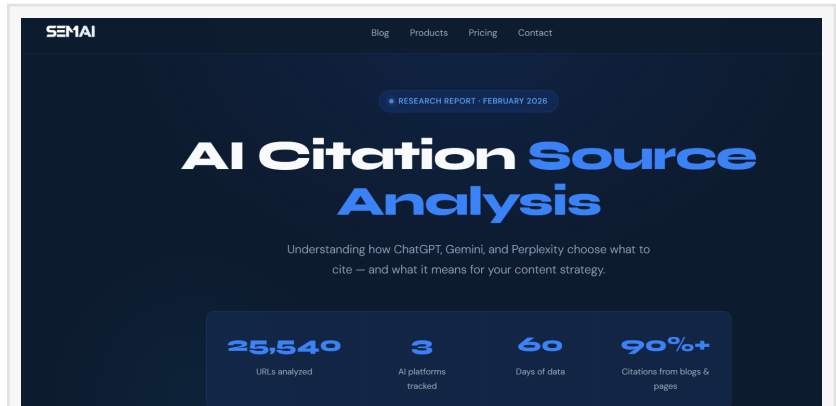 SEMAI
Blog Products Pricing Contact
RESEARCH REPORT · FEBRUARY 2026
AI Citation Source
Analysis
Understanding how ChatGPT, Gemini, and Perplexity choose what to
cite — and what it means for your content strategy.
25,540 3 60 90%+
URLs analyzed AI platforms Days of data Citations from blogs &
tracked pages